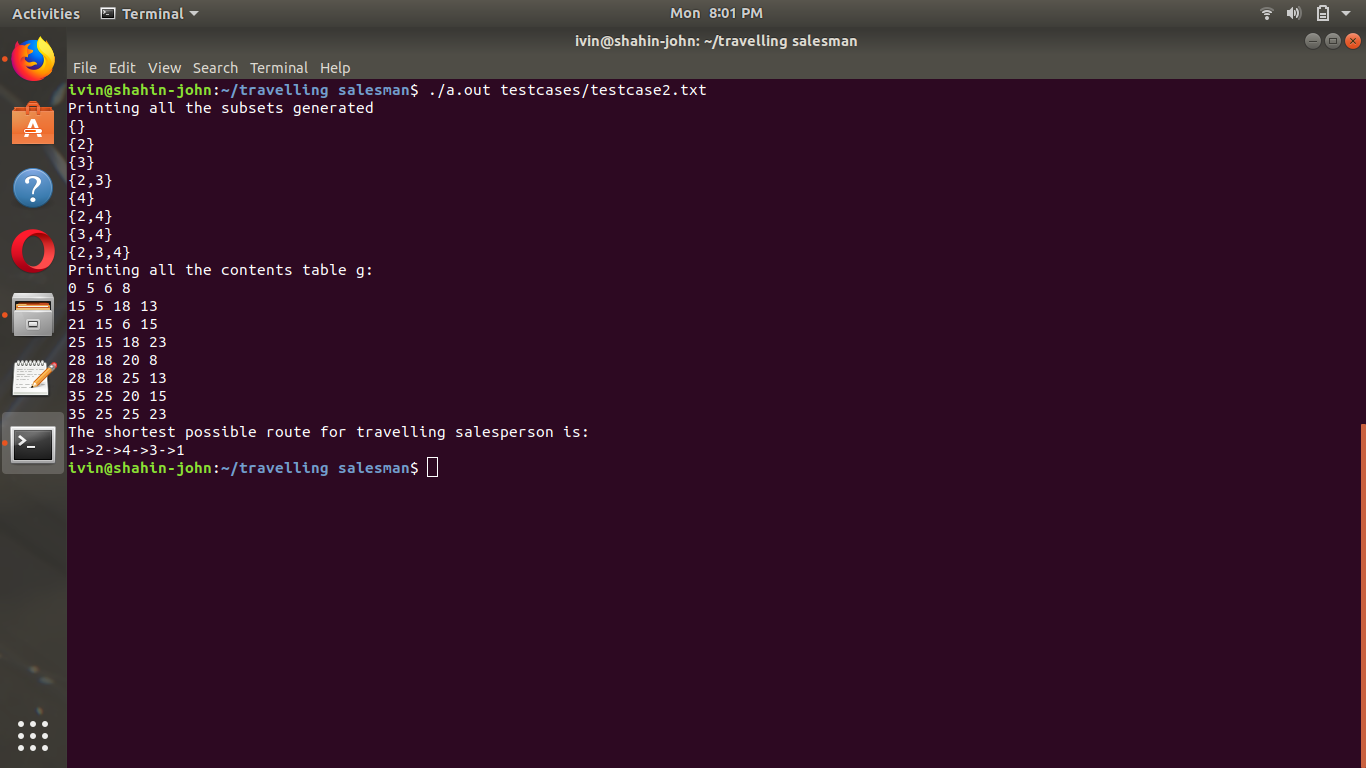 Activities Terminal Mon 8:01 PM
ivin@shahin-john: ~/travelling salesman
File Edit View Search Terminal Help
ivin@shahin-john:~/travelling salesman$ ./a.out testcases/testcase2.txt
Printing all the subsets generated
{}
{2}
{3}
{2,3}
{4}
{2,4}
{3,4}
{2,3,4}
Printing all the contents table g:
0 5 6 8
15 5 18 13
21 15 6 15
25 15 18 23
28 18 20 8
28 18 25 13
35 25 20 15
35 25 25 23
The shortest possible route for travelling salesperson is:
1->2->4->3->1
ivin@shahin-john:~/travelling salesman$